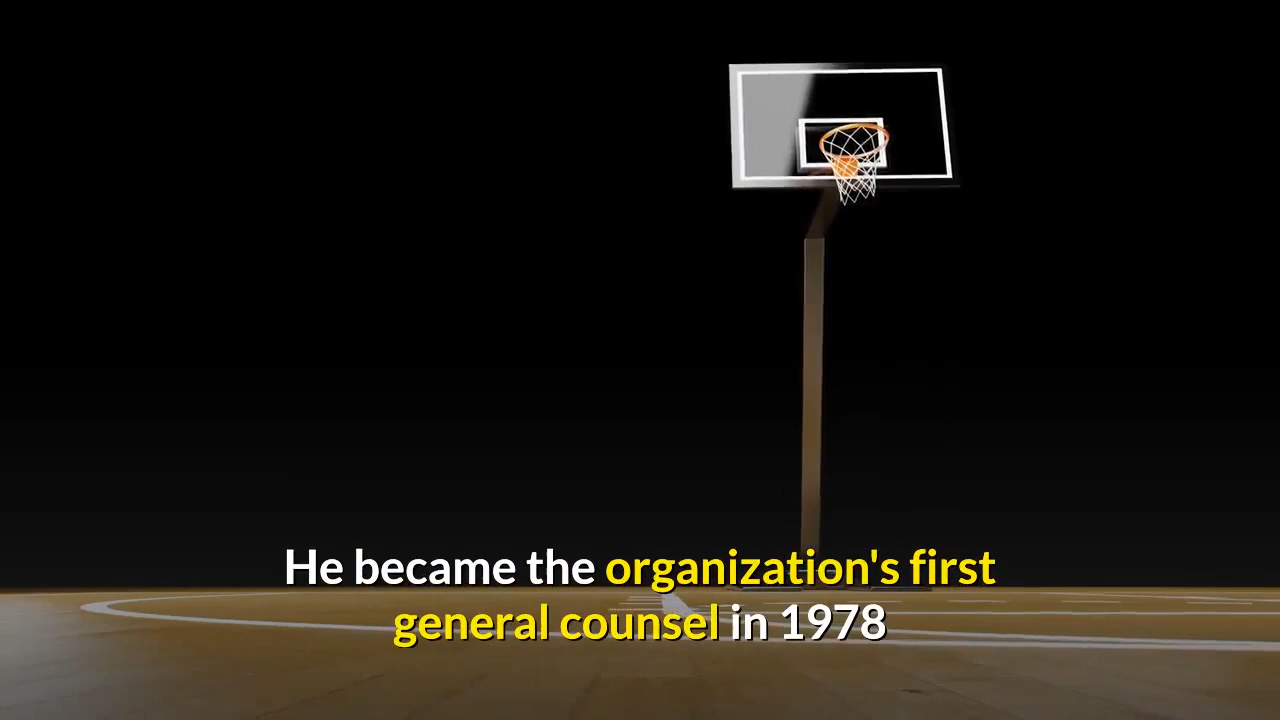 He became the organization's first
general counsel in 1978